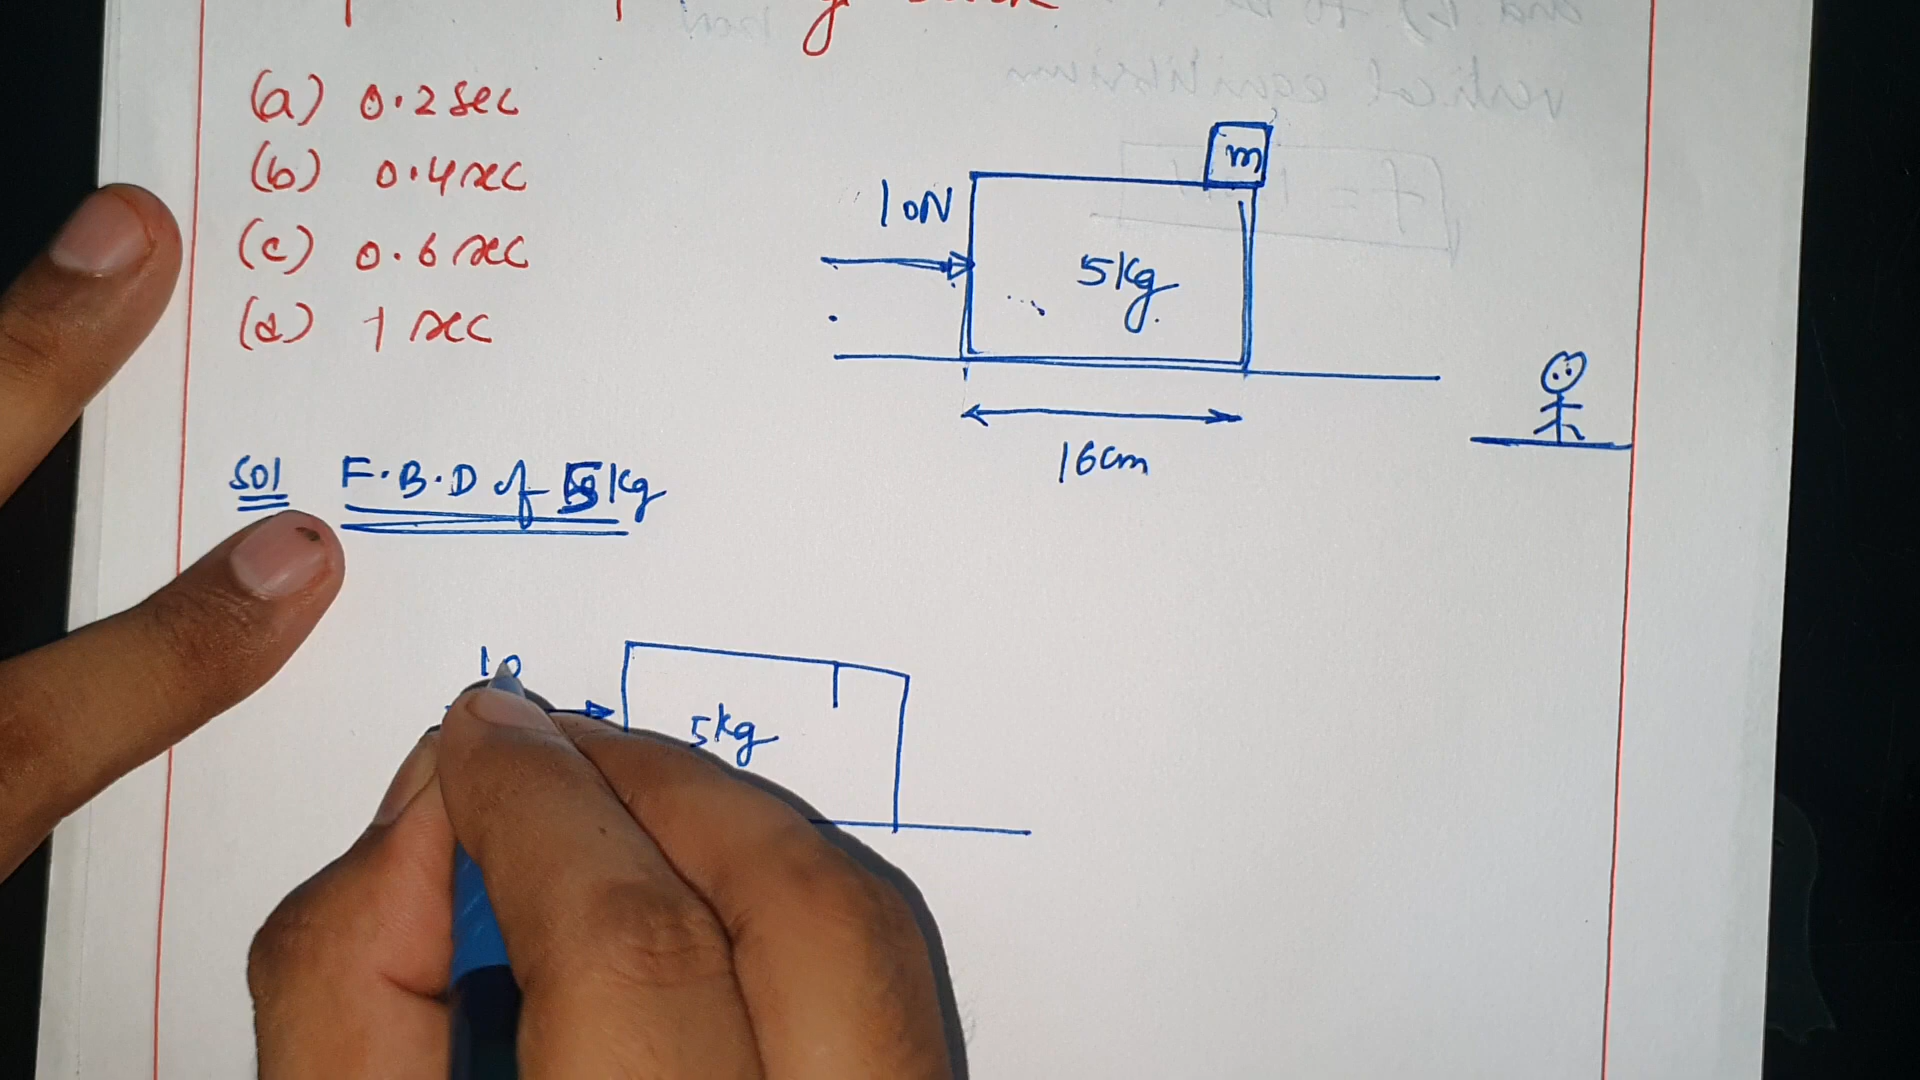 (a) 0.2 sec
(b) 0.4 sec
(c) 0.6 sec
(d) 1 sec
m
10N
5kg
16cm
Sol F.B.D of 5kg
10
5kg